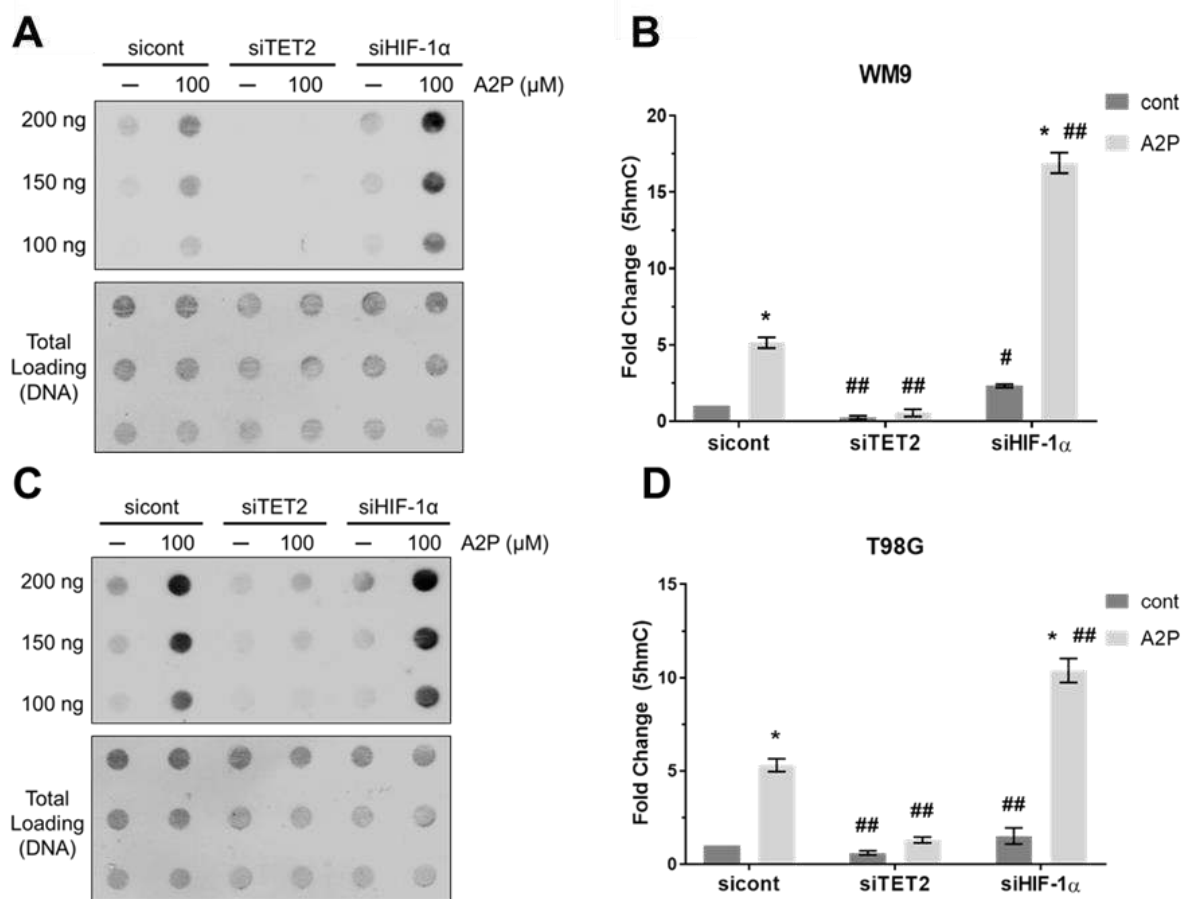 A
sicont siTET2 siHIF-1α
— 100 — 100 — 100 A2P (µM)
200 ng
150 ng
100 ng
Total
Loading
(DNA)
B
WM9
cont
A2P
Fold Change (5hmC)
20
15
10
5
0
* ##
*
## ##
#
sicont siTET2 siHIF-1α
C
sicont siTET2 siHIF-1α
— 100 — 100 — 100 A2P (µM)
200 ng
150 ng
100 ng
Total
Loading
(DNA)
D
T98G
cont
A2P
Fold Change (5hmC)
15
10
5
0
* ##
*
## ##
##
sicont siTET2 siHIF-1α